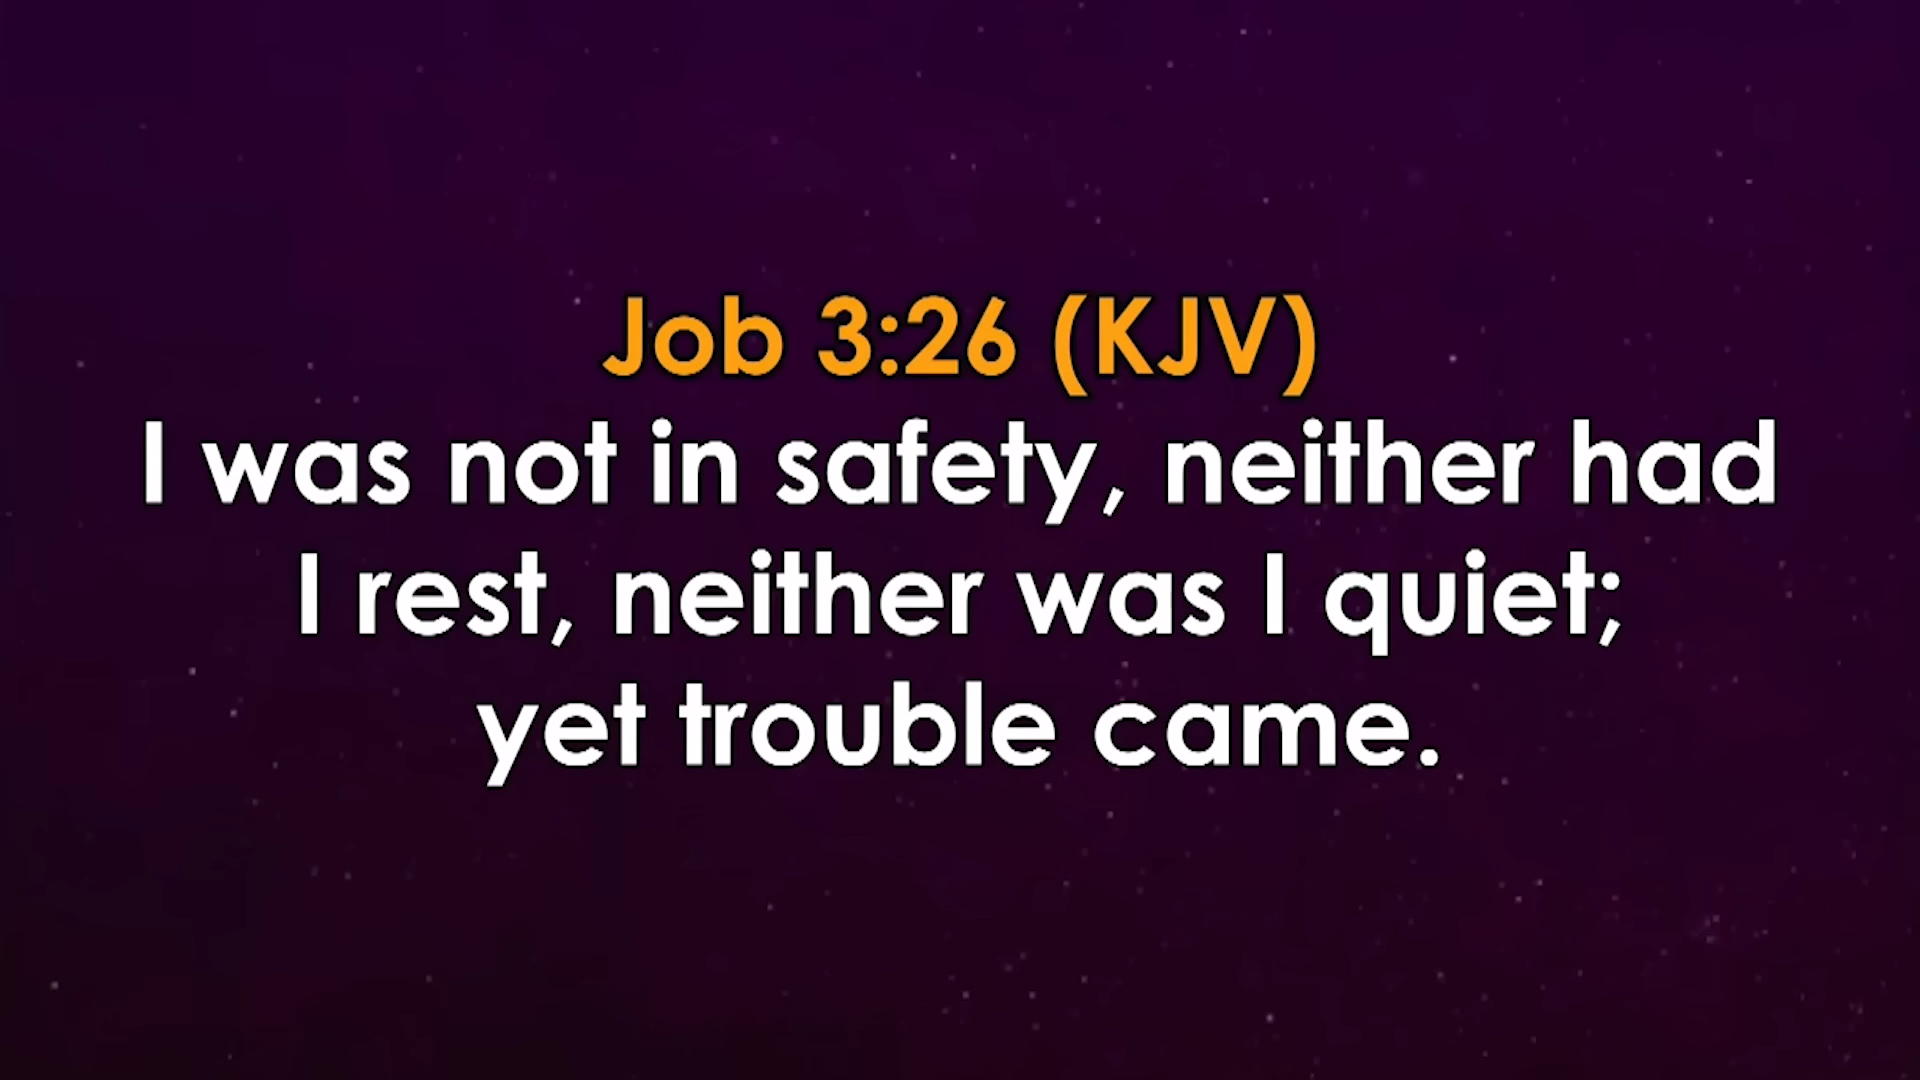 Job 3:26 (KJV)
I was not in safety, neither had
I rest, neither was I quiet;
yet trouble came.